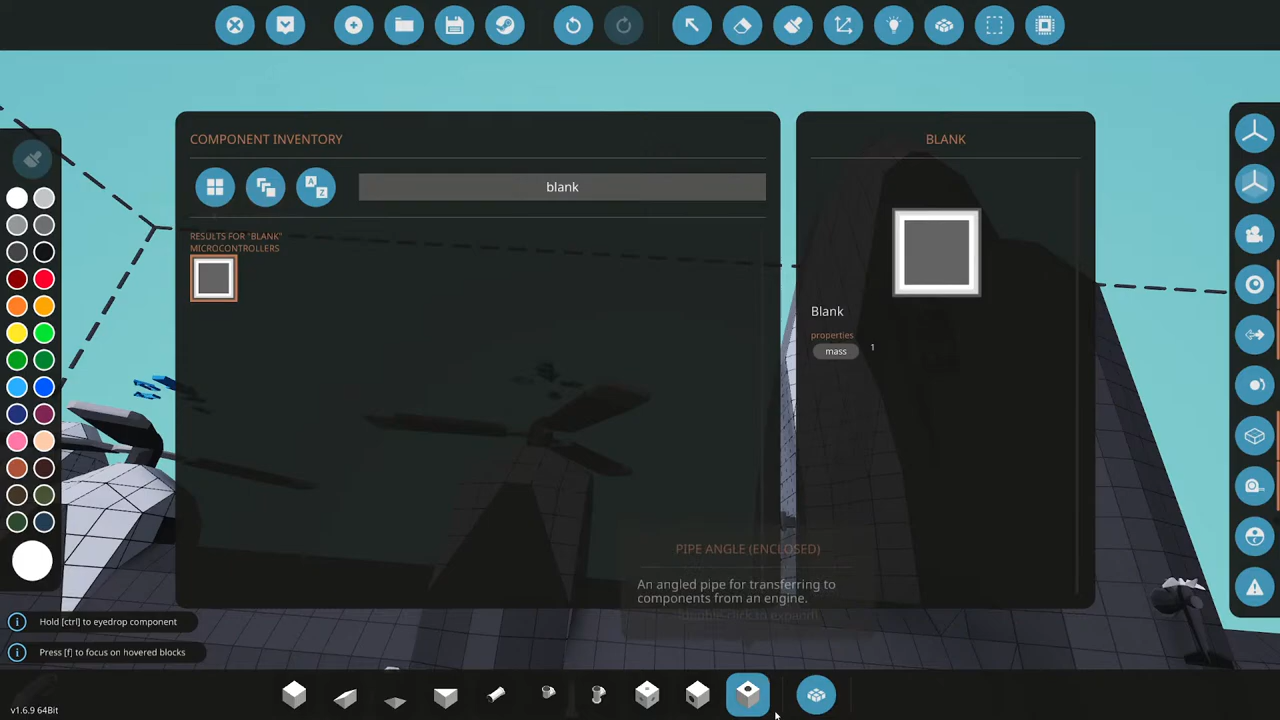 COMPONENT INVENTORY
A
Z
blank
RESULTS FOR "BLANK"
MICROCONTROLLERS
BLANK
Blank
properties
mass 1
PIPE ANGLE (ENCLOSED)
An angled pipe for transferring to
components from an engine.
Hold [ctrl] to eyedrop component
Press [f] to focus on hovered blocks
v1.6.9 64Bit